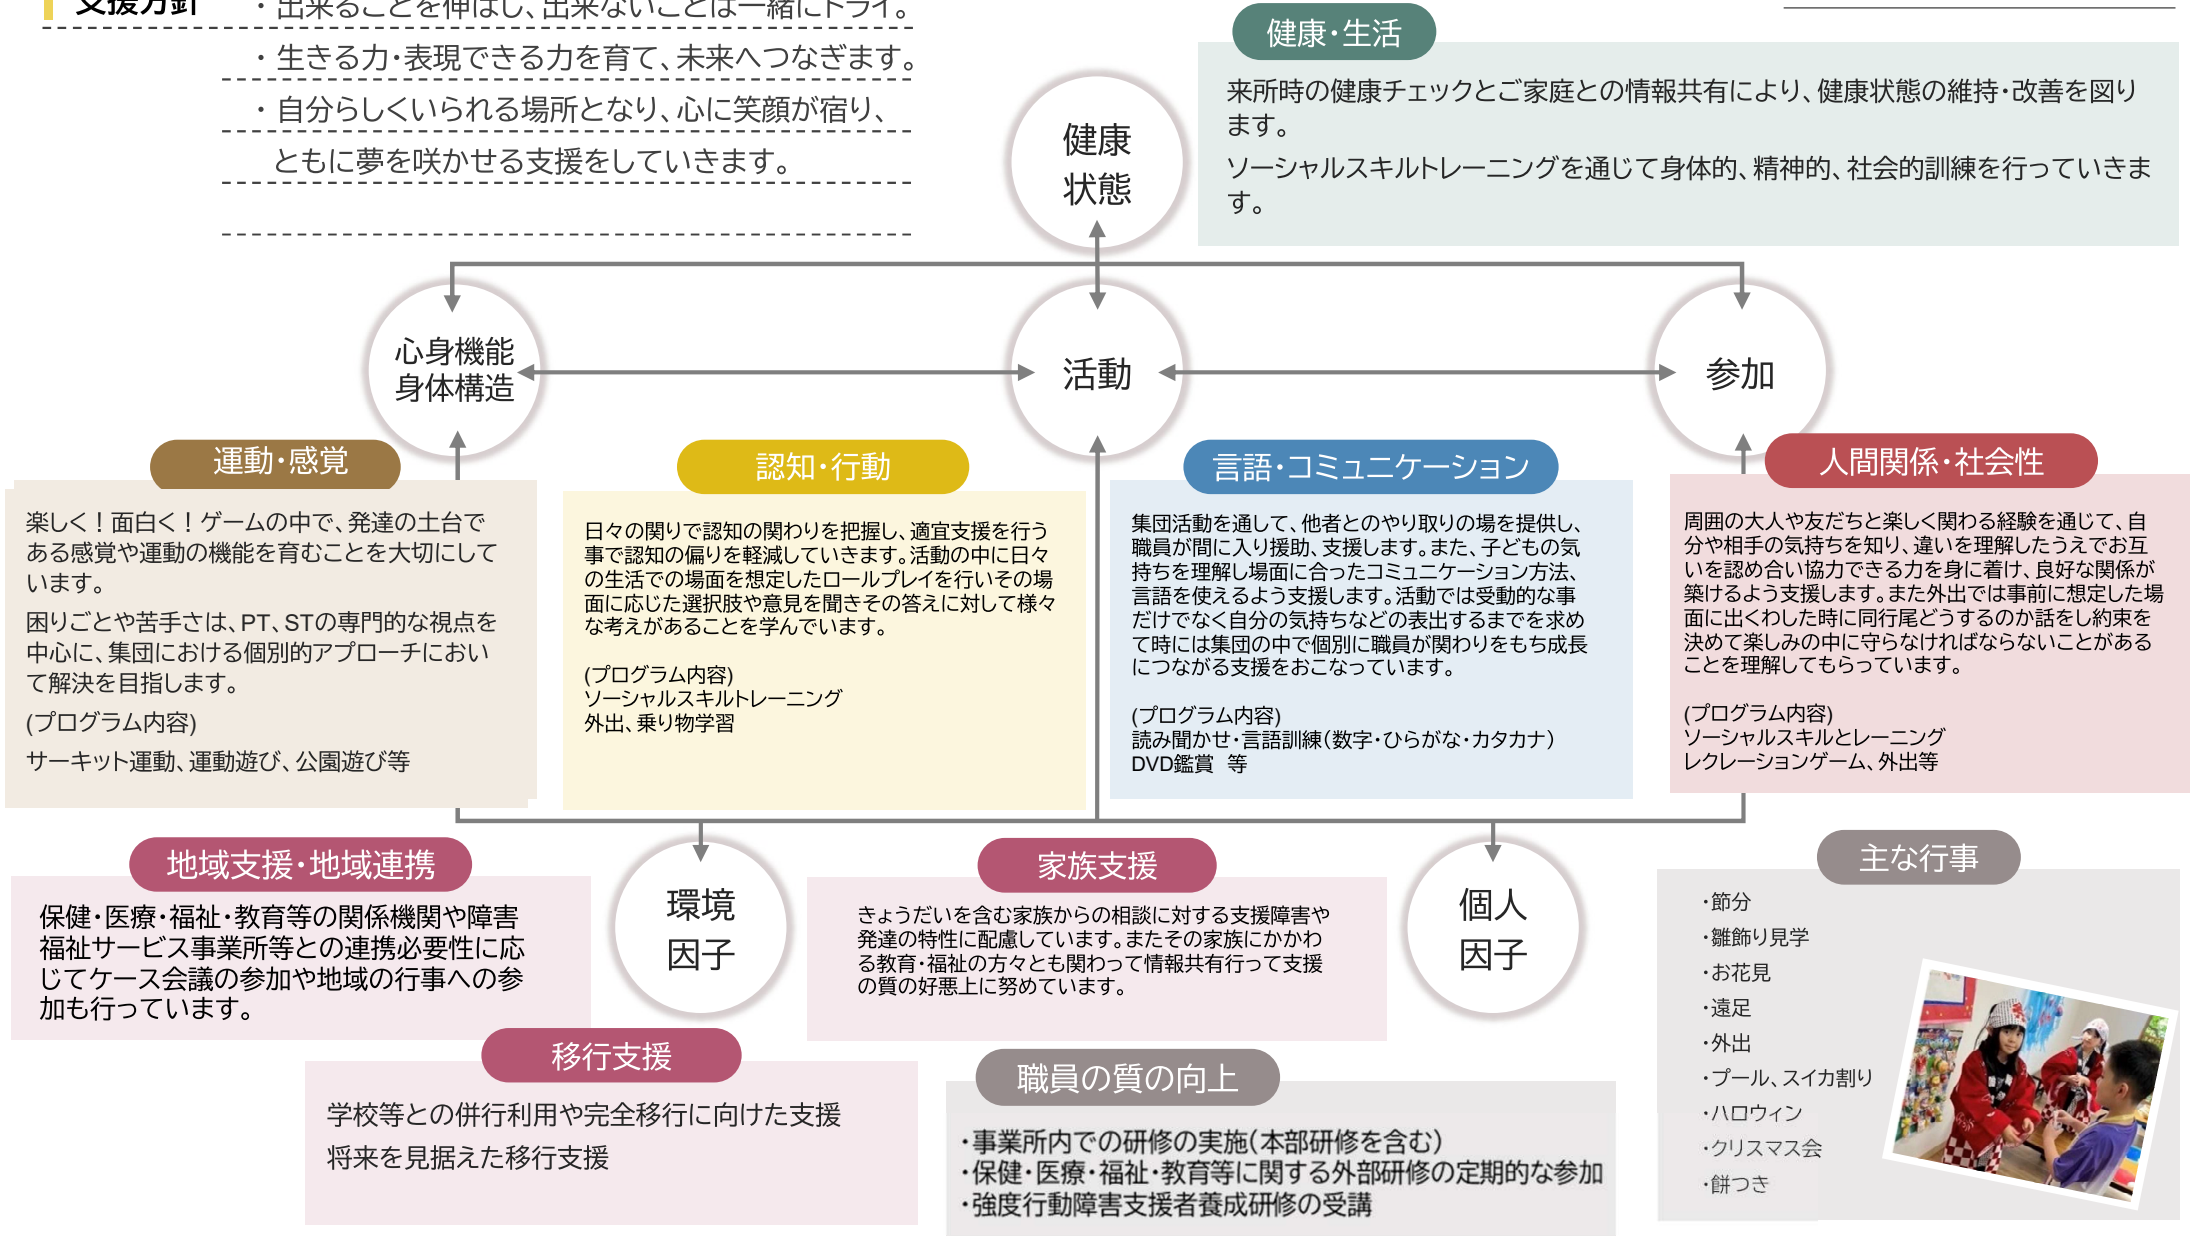 支援方針
・出来ることを伸ばし、出来ないことは一緒にトライ。
・生きる力・表現できる力を育て、未来へつなぎます。
・自分らしくいられる場所となり、心に笑顔が宿り、
ともに夢を咲かせる支援をしていきます。
健康・生活
来所時の健康チェックとご家庭との情報共有により、健康状態の維持・改善を図り
ます。
ソーシャルスキルトレーニングを通じて身体的、精神的、社会的訓練を行っていきま
す。
健康
状態
心身機能
身体構造
活動
参加
運動・感覚
楽しく！面白く！ゲームの中で、発達の土台で
ある感覚や運動の機能を育むことを大切にして
います。
困りごとや苦手さは、PT、STの専門的な視点を
中心に、集団における個別的アプローチにおい
て解決を目指します。
(プログラム内容)
サーキット運動、運動遊び、公園遊び等
認知・行動
日々の関りで認知の関わりを把握し、適宜支援を行う
事で認知の偏りを軽減していきます。活動の中に日々
の生活での場面を想定したロールプレイを行いその場
面に応じた選択肢や意見を聞きその答えに対して様々
な考えがあることを学んでいます。
(プログラム内容)
ソーシャルスキルトレーニング
外出、乗り物学習
言語・コミュニケーション
集団活動を通して、他者とのやり取りの場を提供し、
職員が間に入り援助、支援します。また、子どもの気
持ちを理解し場面に合ったコミュニケーション方法、
言語を使えるよう支援します。活動では受動的な事
だけでなく自分の気持ちなどの表出するまでを求め
て時には集団の中で個別に職員が関わりをもち成長
につながる支援をおこなっています。
(プログラム内容)
読み聞かせ・言語訓練（数字・ひらがな・カタカナ）
DVD鑑賞　等
人間関係・社会性
周囲の大人や友だちと楽しく関わる経験を通じて、自
分や相手の気持ちを知り、違いを理解したうえでお互
いを認め合い協力できる力を身に着け、良好な関係が
築けるよう支援します。また外出では事前に想定した場
面に出くわした時に同行尾どうするのか話をし約束を
決めて楽しみの中に守らなければならないことがある
ことを理解してもらっています。
(プログラム内容)
ソーシャルスキルとレーニング
レクレーションゲーム、外出等
地域支援・地域連携
保健・医療・福祉・教育等の関係機関や障害
福祉サービス事業所等との連携必要性に応
じてケース会議の参加や地域の行事への参
加も行っています。
環境
因子
家族支援
きょうだいを含む家族からの相談に対する支援障害や
発達の特性に配慮しています。またその家族にかかわ
る教育・福祉の方々とも関わって情報共有行って支援
の質の好悪上に努めています。
個人
因子
主な行事
・節分
・雛飾り見学
・お花見
・遠足
・外出
・プール、スイカ割り
・ハロウィン
・クリスマス会
・餅つき
移行支援
学校等との併行利用や完全移行に向けた支援
将来を見据えた移行支援
職員の質の向上
・事業所内での研修の実施（本部研修を含む）
・保健・医療・福祉・教育等に関する外部研修の定期的な参加
・強度行動障害支援者養成研修の受講